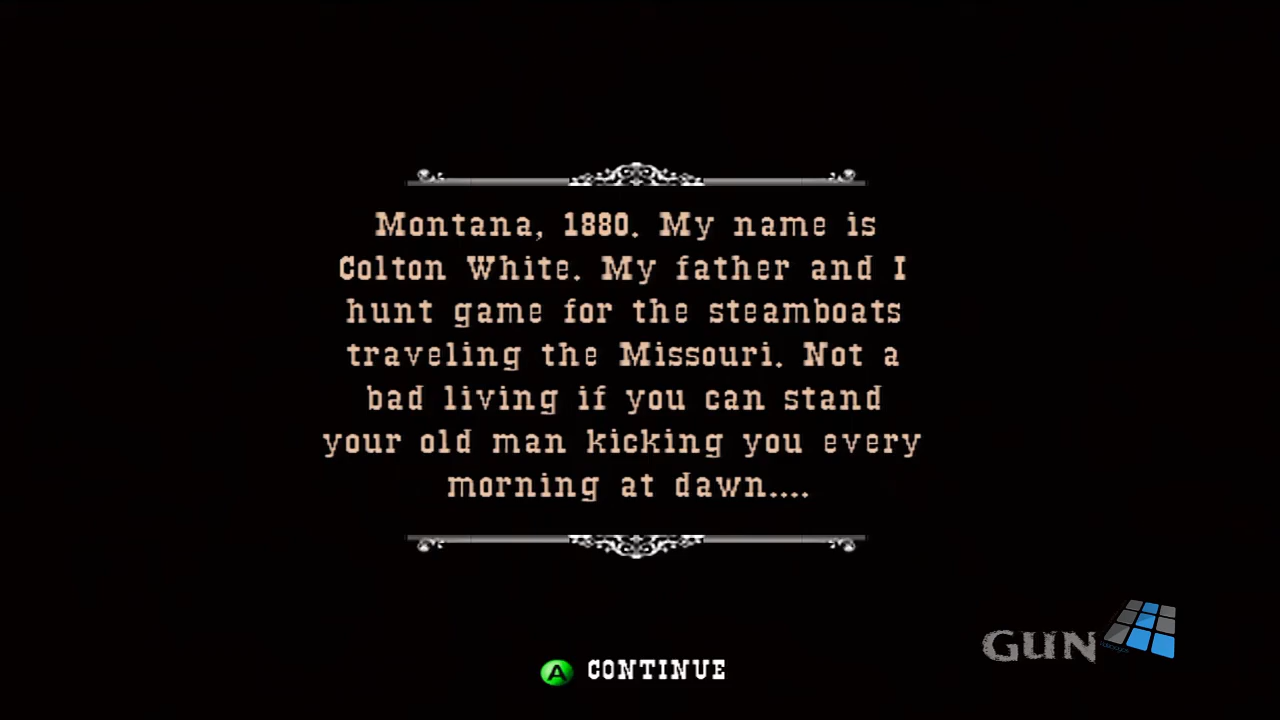 Montana, 1880. My name is
Colton White. My father and I
hunt game for the steamboats
traveling the Missouri. Not a
bad living if you can stand
your old man kicking you every
morning at dawn....
A CONTINUE
GUN